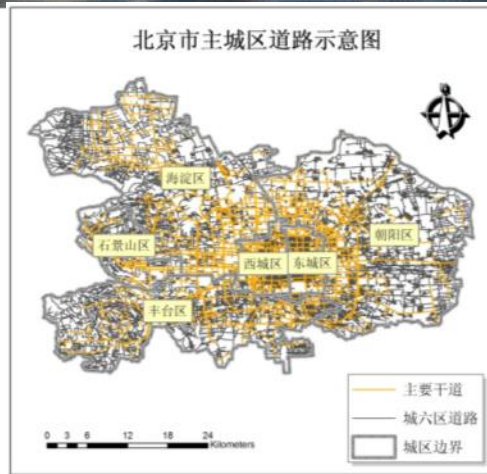 北京市主城区道路示意图
海淀区
石景山区
朝阳区
西城区
东城区
丰台区
主要干道
城六区道路
城区边界
0 3 6 12 18 24
Kilometers